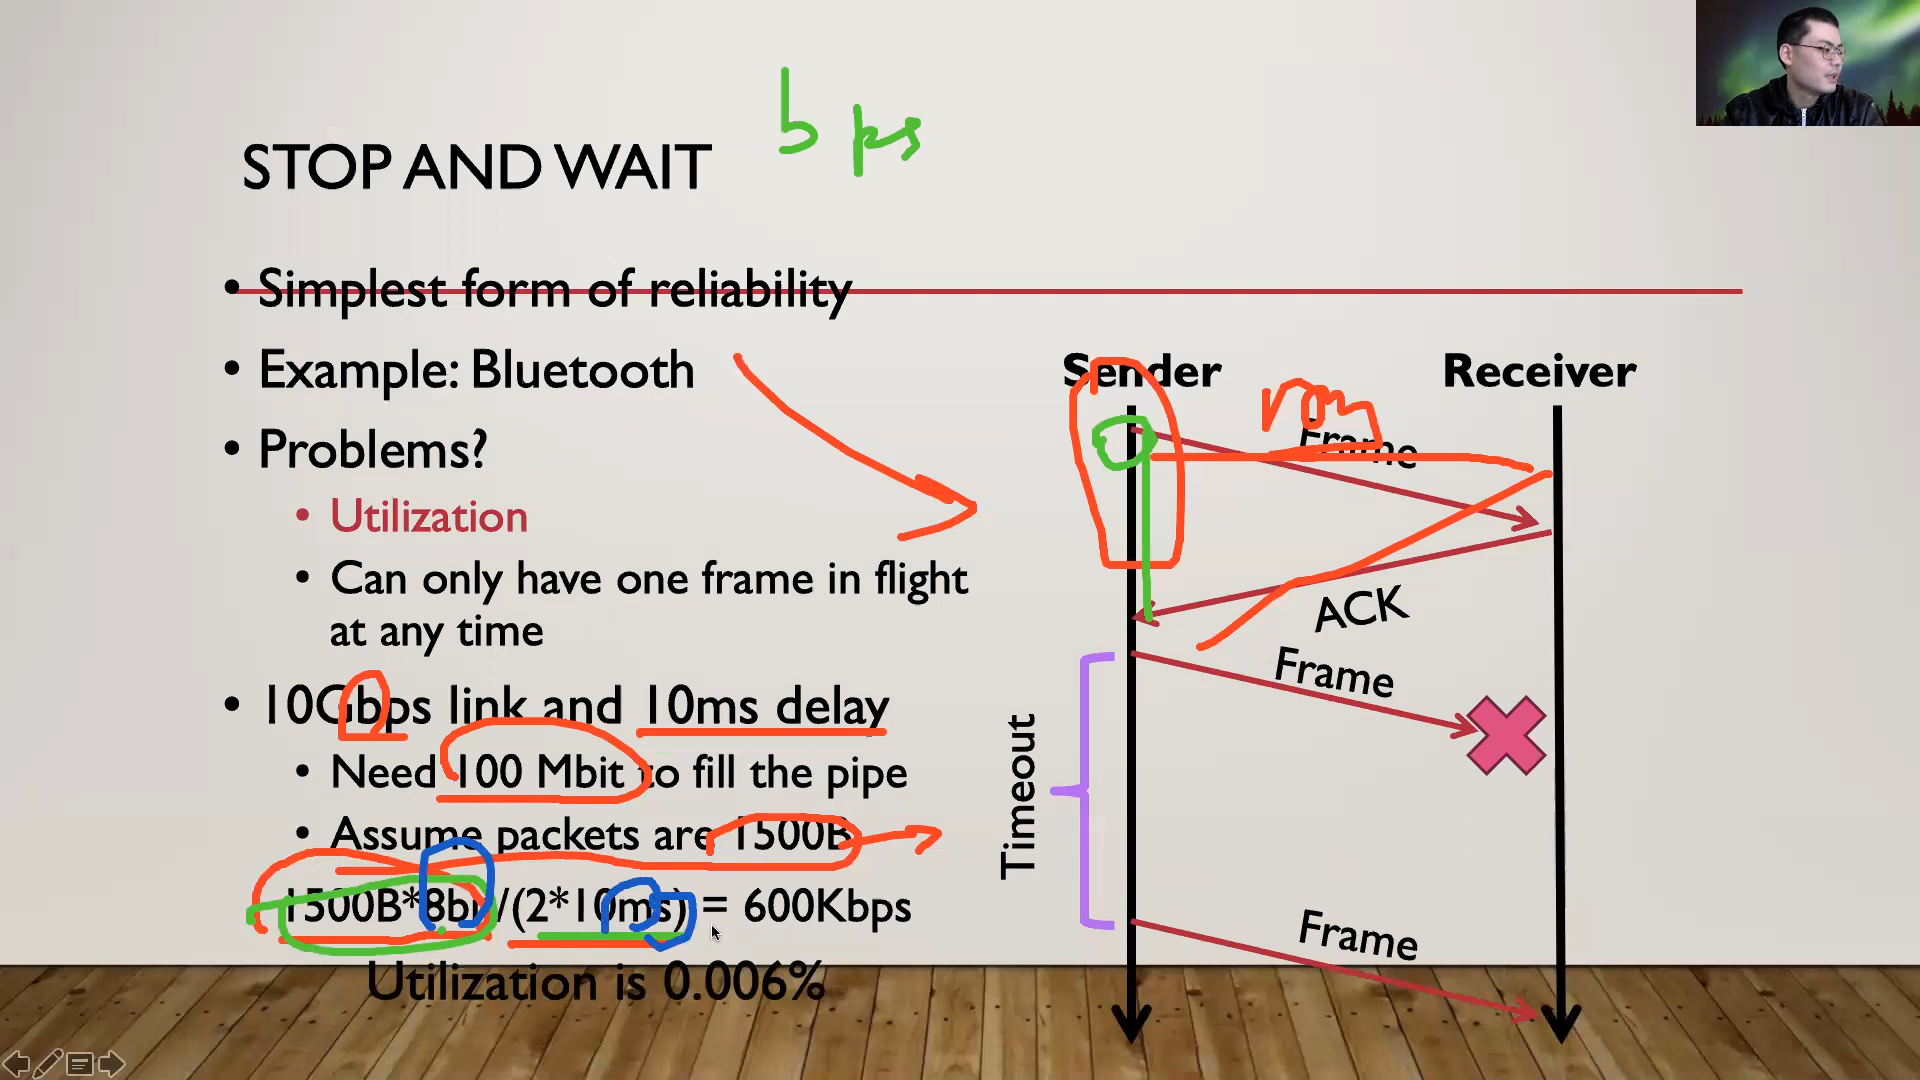 b ps
STOP AND WAIT
• Simplest form of reliability
• Example: Bluetooth
• Problems?
• Utilization
• Can only have one frame in flight
at any time
• 10Gbps link and 10ms delay
• Need 100 Mbit to fill the pipe
• Assume packets are 1500B
1500B*8bi /(2*10ms) = 600Kbps
Utilization is 0.006%
Sender
Receiver
Frame
ACK
Frame
Timeout
Frame